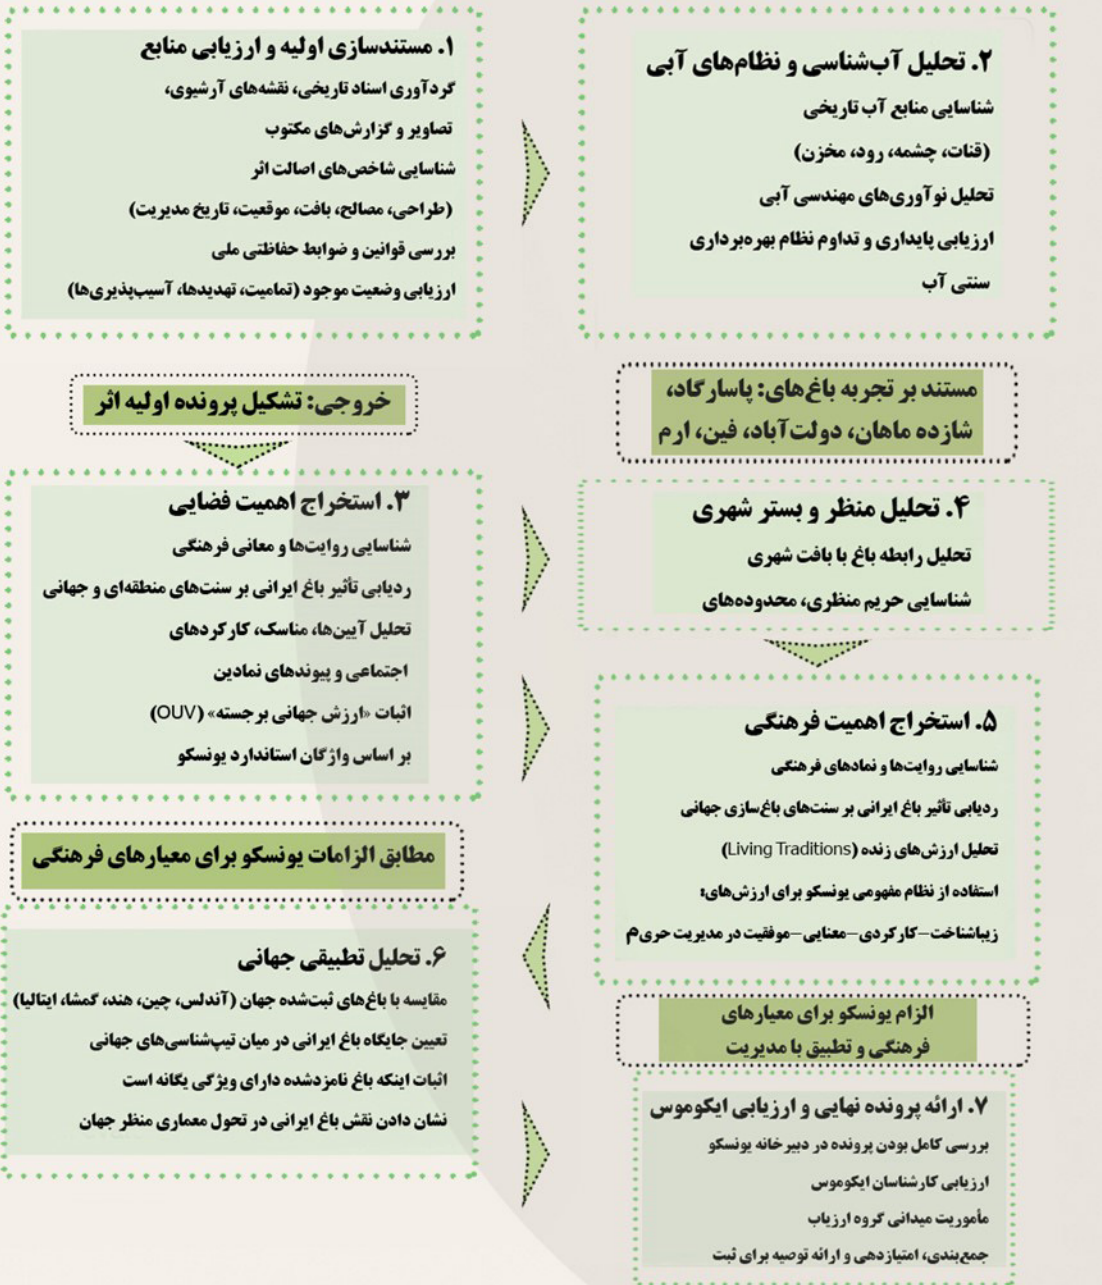 ۱. مستندسازی اولیه و ارزیابی منابع
گردآوری اسناد تاریخی، نقشه‌های آرشیوی،
تصاویر و گزارش‌های مکتوب
شناسایی شاخص‌های اصالت اثر
(طراحی، مصالح، بافت، موقعیت، تاریخ مدیریت)
بررسی قوانین و ضوابط حفاظتی ملی
ارزیابی وضعیت موجود (تمامیت، تهدیدها، آسیب‌پذیری‌ها)
خروجی: تشکیل پرونده اولیه اثر
۲. تحلیل آب‌شناسی و نظام‌های آبی
شناسایی منابع آب تاریخی
(قنات، چشمه، رود، مخزن)
تحلیل نوآوری‌های مهندسی آبی
ارزیابی پایداری و تداوم نظام بهره‌برداری
سنتی آب
مستند بر تجربه باغ‌های: پاسارگاد،
شازده ماهان، دولت‌آباد، فین، ارم
۳. استخراج اهمیت فضایی
شناسایی روایت‌ها و معانی فرهنگی
ردیابی تأثیر باغ ایرانی بر سنت‌های منطقه‌ای و جهانی
تحلیل آیین‌ها، مناسک، کارکردهای
اجتماعی و پیوندهای نمادین
اثبات «ارزش جهانی برجسته» (OUV)
بر اساس واژگان استاندارد یونسکو
مطابق الزامات یونسکو برای معیارهای فرهنگی
۴. تحلیل منظر و بستر شهری
تحلیل رابطه باغ با بافت شهری
شناسایی حریم منظری، محدوده‌های
۵. استخراج اهمیت فرهنگی
شناسایی روایت‌ها و نمادهای فرهنگی
ردیابی تأثیر باغ ایرانی بر سنت‌های باغ‌سازی جهانی
تحلیل ارزش‌های زنده (Living Traditions)
استفاده از نظام مفهومی یونسکو برای ارزش‌های:
زیباشناخت–کارکردی–معنایی–موفقیت در مدیریت حریم
الزام یونسکو برای معیارهای
فرهنگی و تطبیق با مدیریت
۶. تحلیل تطبیقی جهانی
مقایسه با باغ‌های ثبت‌شده جهان (آندلس، چین، هند، گمشا، ایتالیا)
تعیین جایگاه باغ ایرانی در میان تیپ‌شناسی‌های جهانی
اثبات اینکه باغ نامزدشده دارای ویژگی یگانه است
نشان دادن نقش باغ ایرانی در تحول معماری منظر جهان
۷. ارائه پرونده نهایی و ارزیابی ایکوموس
بررسی کامل بودن پرونده در دبیرخانه یونسکو
ارزیابی کارشناسان ایکوموس
مأموریت میدانی گروه ارزیاب
جمع‌بندی، امتیازدهی و ارائه توصیه برای ثبت